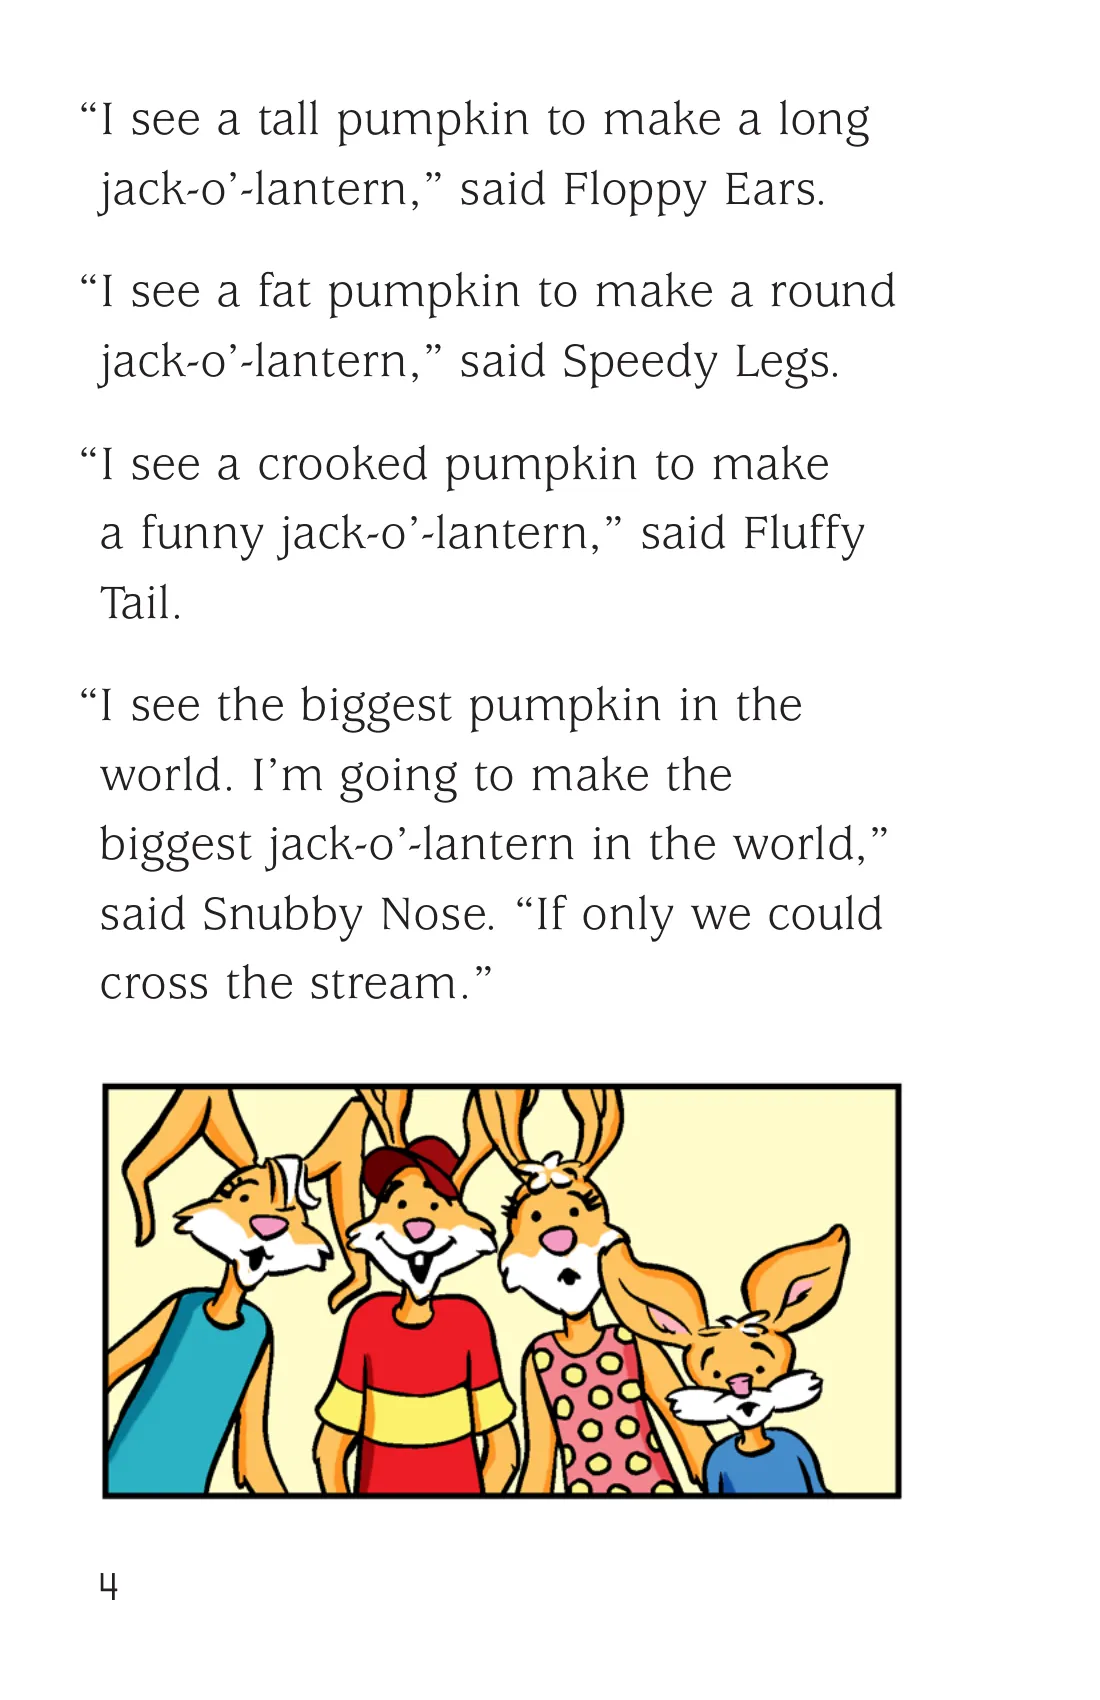 “I see a tall pumpkin to make a long
jack-o’-lantern,” said Floppy Ears.
“I see a fat pumpkin to make a round
jack-o’-lantern,” said Speedy Legs.
“I see a crooked pumpkin to make
a funny jack-o’-lantern,” said Fluffy
Tail.
“I see the biggest pumpkin in the
world. I’m going to make the
biggest jack-o’-lantern in the world,”
said Snubby Nose. “If only we could
cross the stream.”
4